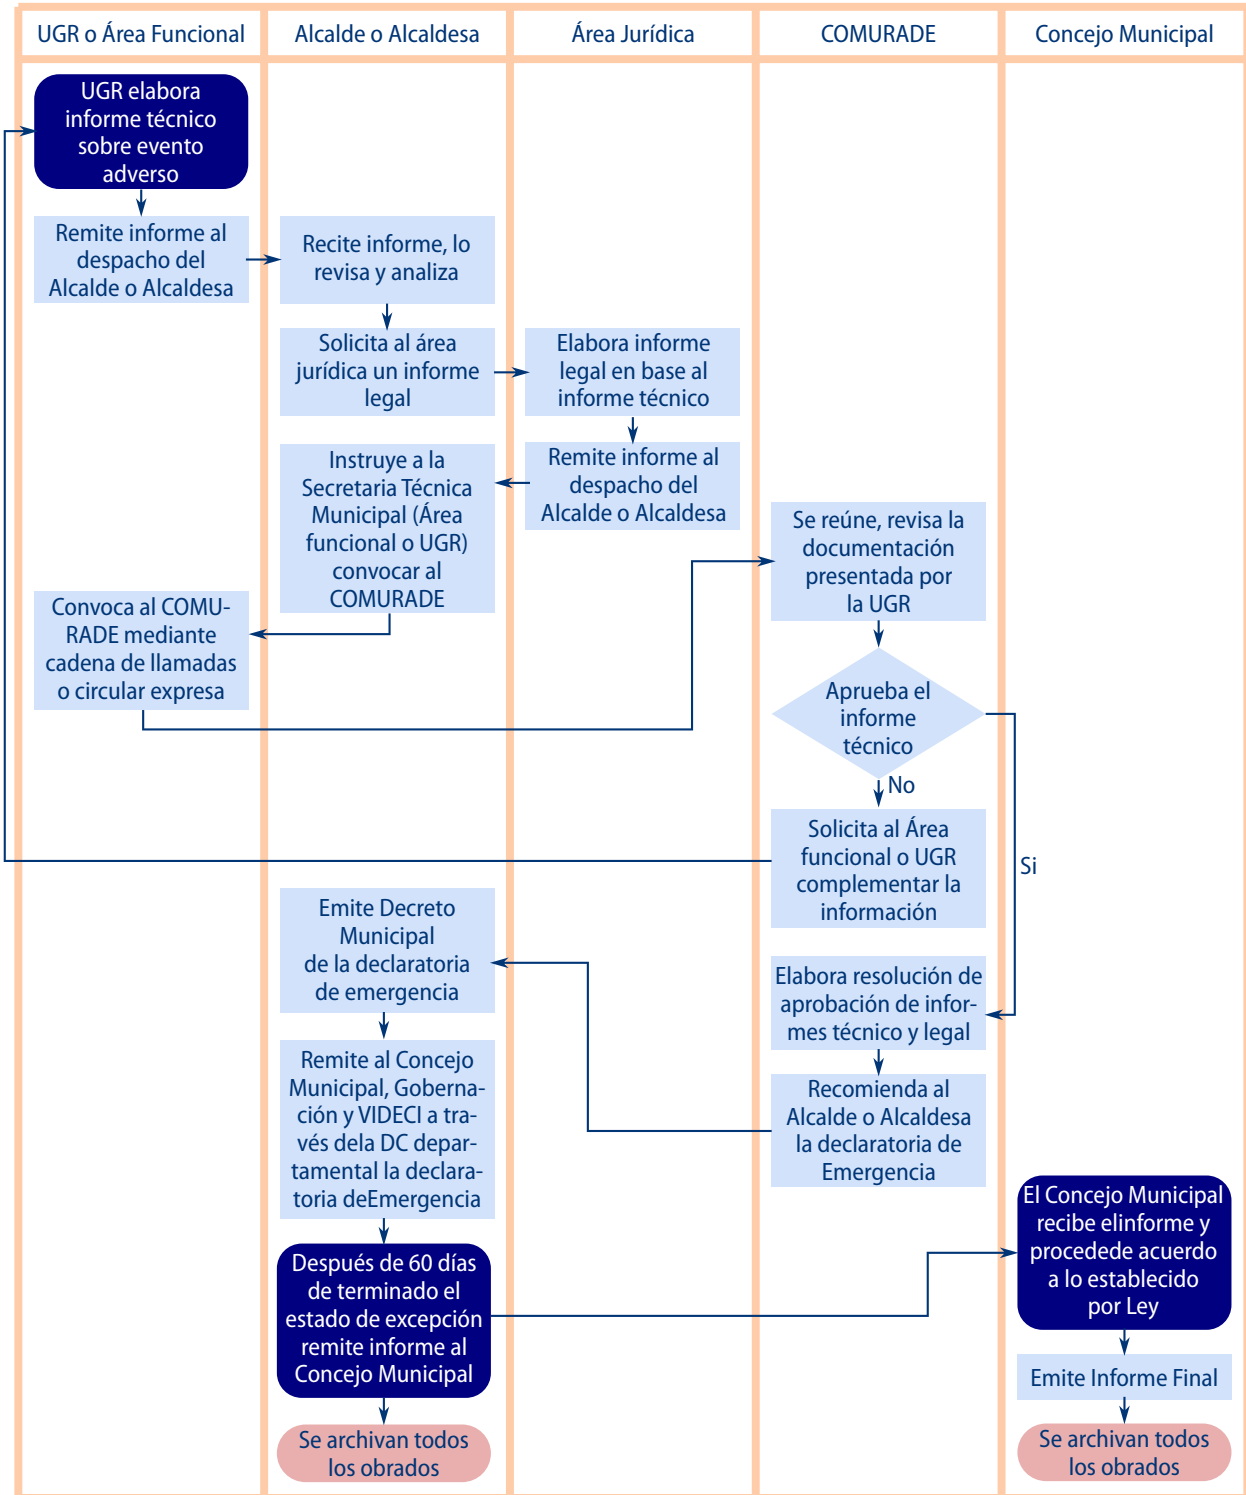 UGR o Área Funcional
Alcalde o Alcaldesa
Área Jurídica
COMURADE
Concejo Municipal
UGR elabora
informe técnico
sobre evento
adverso
Remite informe al
despacho del
Alcalde o Alcaldesa
Recite informe, lo
revisa y analiza
Solicita al área
jurídica un informe
legal
Elabora informe
legal en base al
informe técnico
Remite informe al
despacho del
Alcalde o Alcaldesa
Instruye a la
Secretaria Técnica
Municipal (Área
funcional o UGR)
convocar al
COMURADE
Convoca al COMU-
RADE mediante
cadena de llamadas
o circular expresa
Se reúne, revisa la
documentación
presentada por
la UGR
Aprueba el
informe
técnico
No
Si
Solicita al Área
funcional o UGR
complementar la
información
Elabora resolución de
aprobación de infor-
mes técnico y legal
Recomienda al
Alcalde o Alcaldesa
la declaratoria de
Emergencia
Emite Decreto
Municipal
de la declaratoria
de emergencia
Remite al Concejo
Municipal, Goberna-
ción y VIDECI a tra-
vés dela DC depar-
tamental la declara-
toria deEmergencia
Después de 60 días
de terminado el
estado de excepción
remite informe al
Concejo Municipal
Se archivan todos
los obrados
El Concejo Municipal
recibe elinforme y
procedede acuerdo
a lo establecido
por Ley
Emite Informe Final
Se archivan todos
los obrados